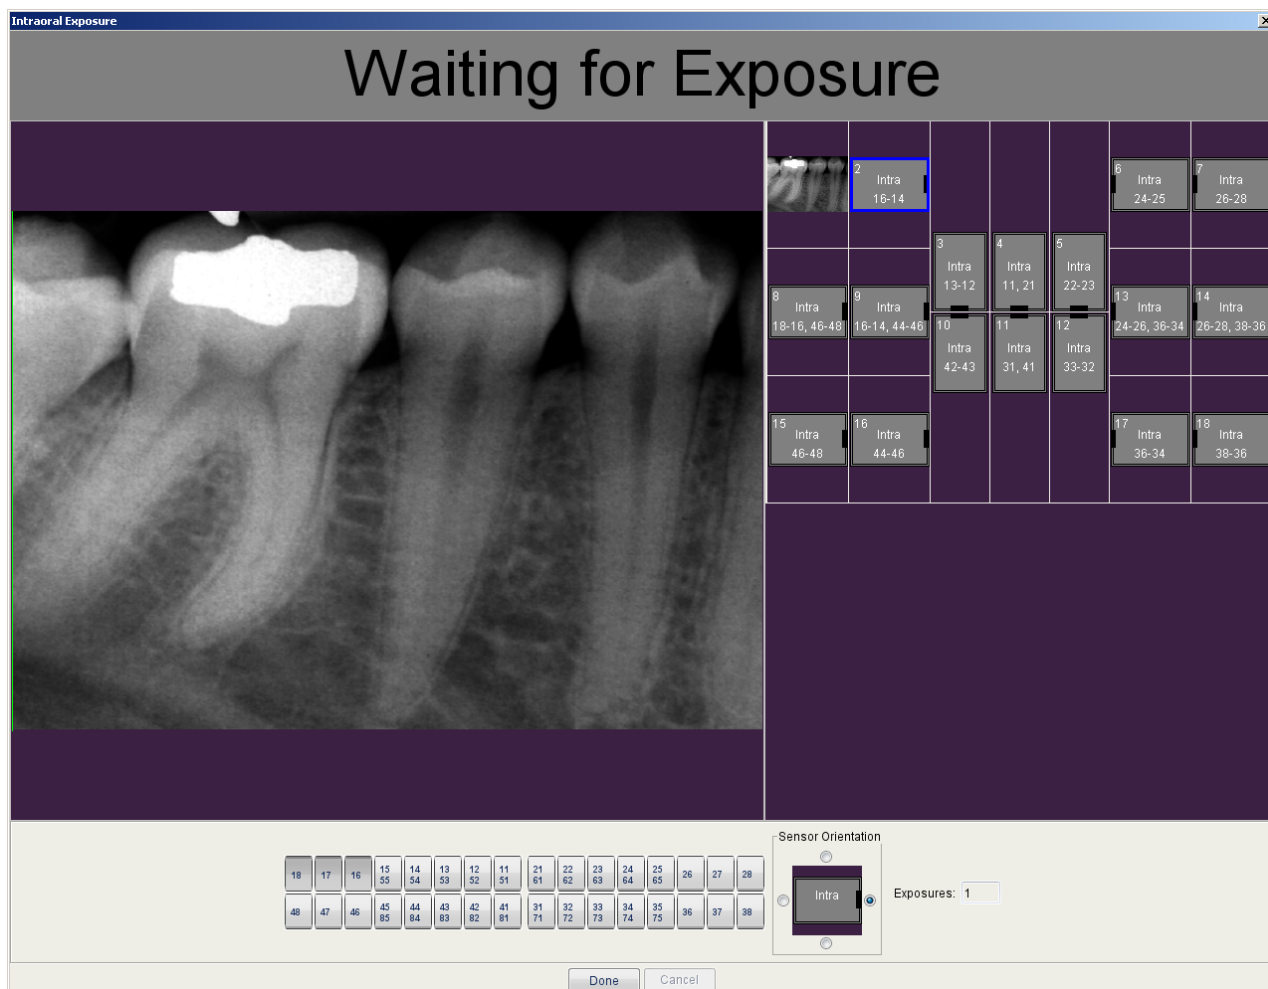 Intraoral Exposure
Waiting for Exposure
2
Intra
16-14
6
Intra
24-25
7
Intra
26-28
3
Intra
13-12
4
Intra
11, 21
5
Intra
22-23
8
Intra
18-16, 46-48
9
Intra
16-14, 44-46
10
Intra
42-43
11
Intra
31, 41
12
Intra
33-32
13
Intra
24-26, 36-34
14
Intra
26-28, 38-36
15
Intra
46-48
16
Intra
44-46
17
Intra
36-34
18
Intra
38-36
18 17 16 15 55 14 54 13 53 12 52 11 51 21 61 22 62 23 63 24 64 25 65 26 27 28
48 47 46 45 85 44 84 43 83 42 82 41 81 31 71 32 72 33 73 34 74 35 75 36 37 38
Sensor Orientation
Intra
Exposures: 1
Done Cancel